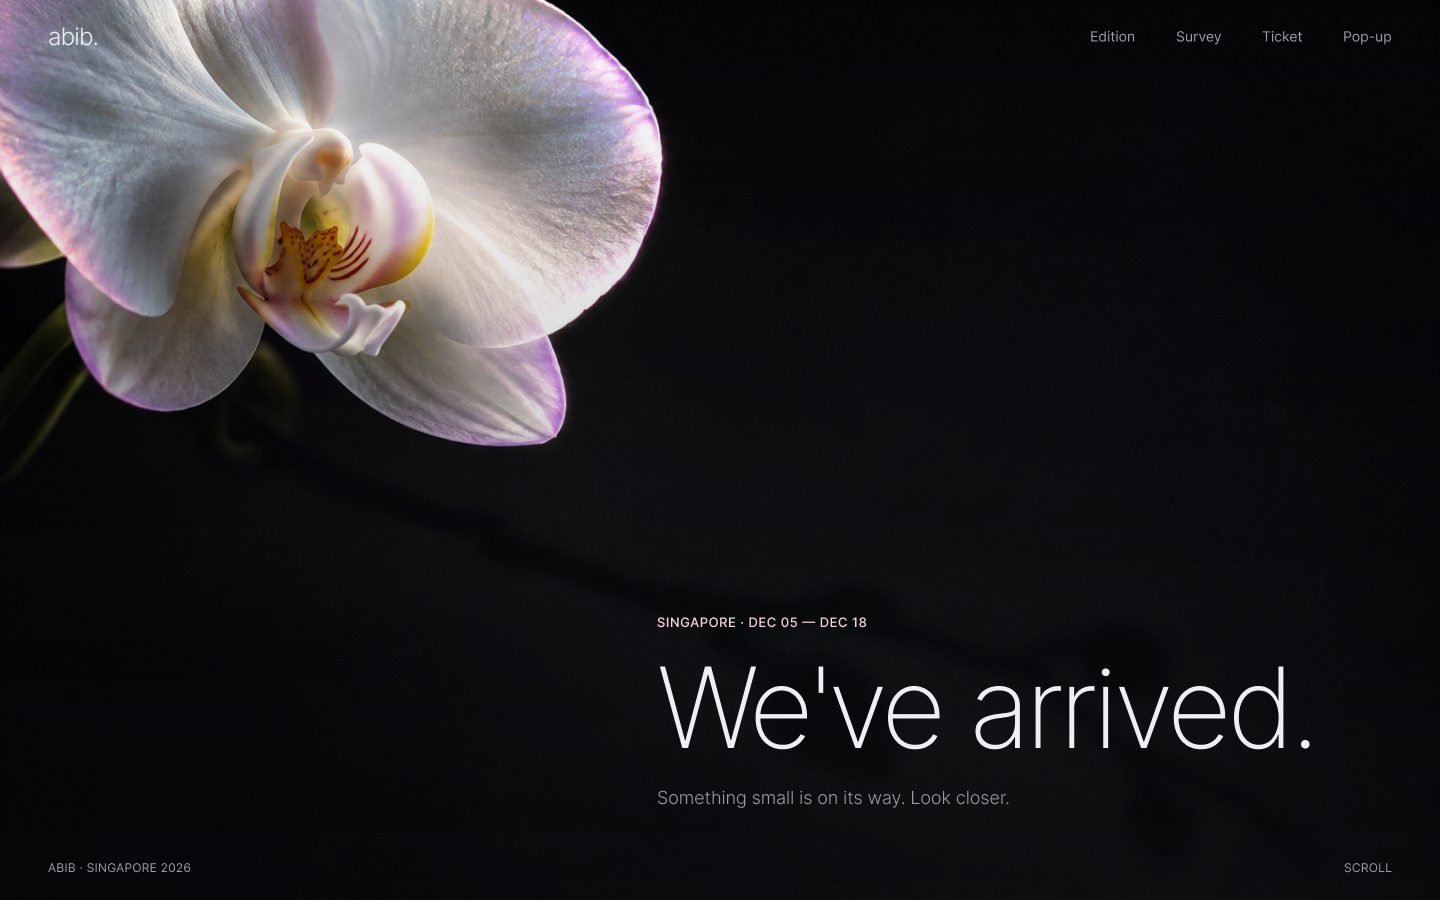 abib.
Edition
Survey
Ticket
Pop-up
SINGAPORE · DEC 05 — DEC 18
We've arrived.
Something small is on its way. Look closer.
ABIB · SINGAPORE 2026
SCROLL